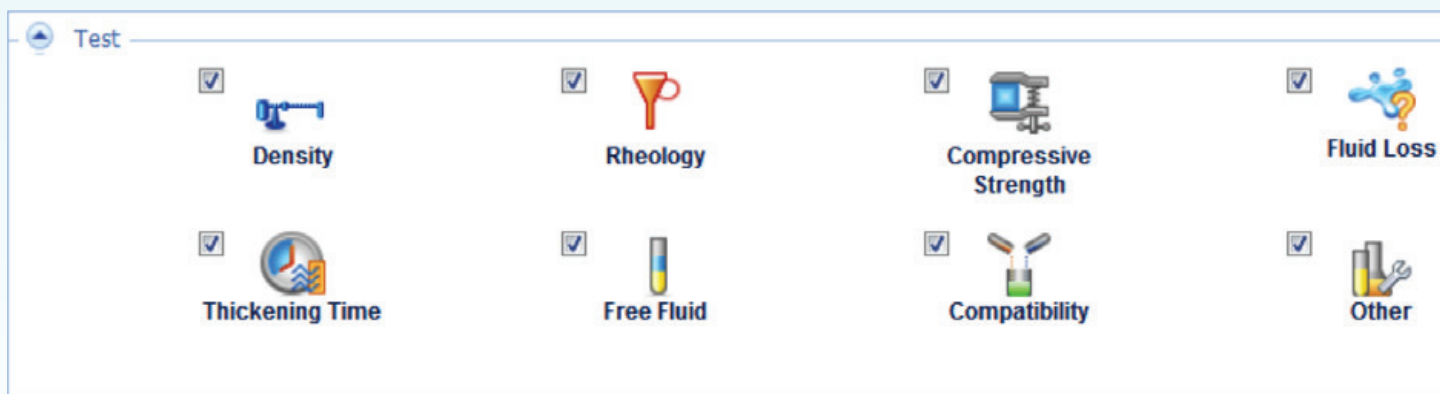 Test
Density
Rheology
Compressive
Strength
Fluid Loss
Thickening Time
Free Fluid
Compatibility
Other